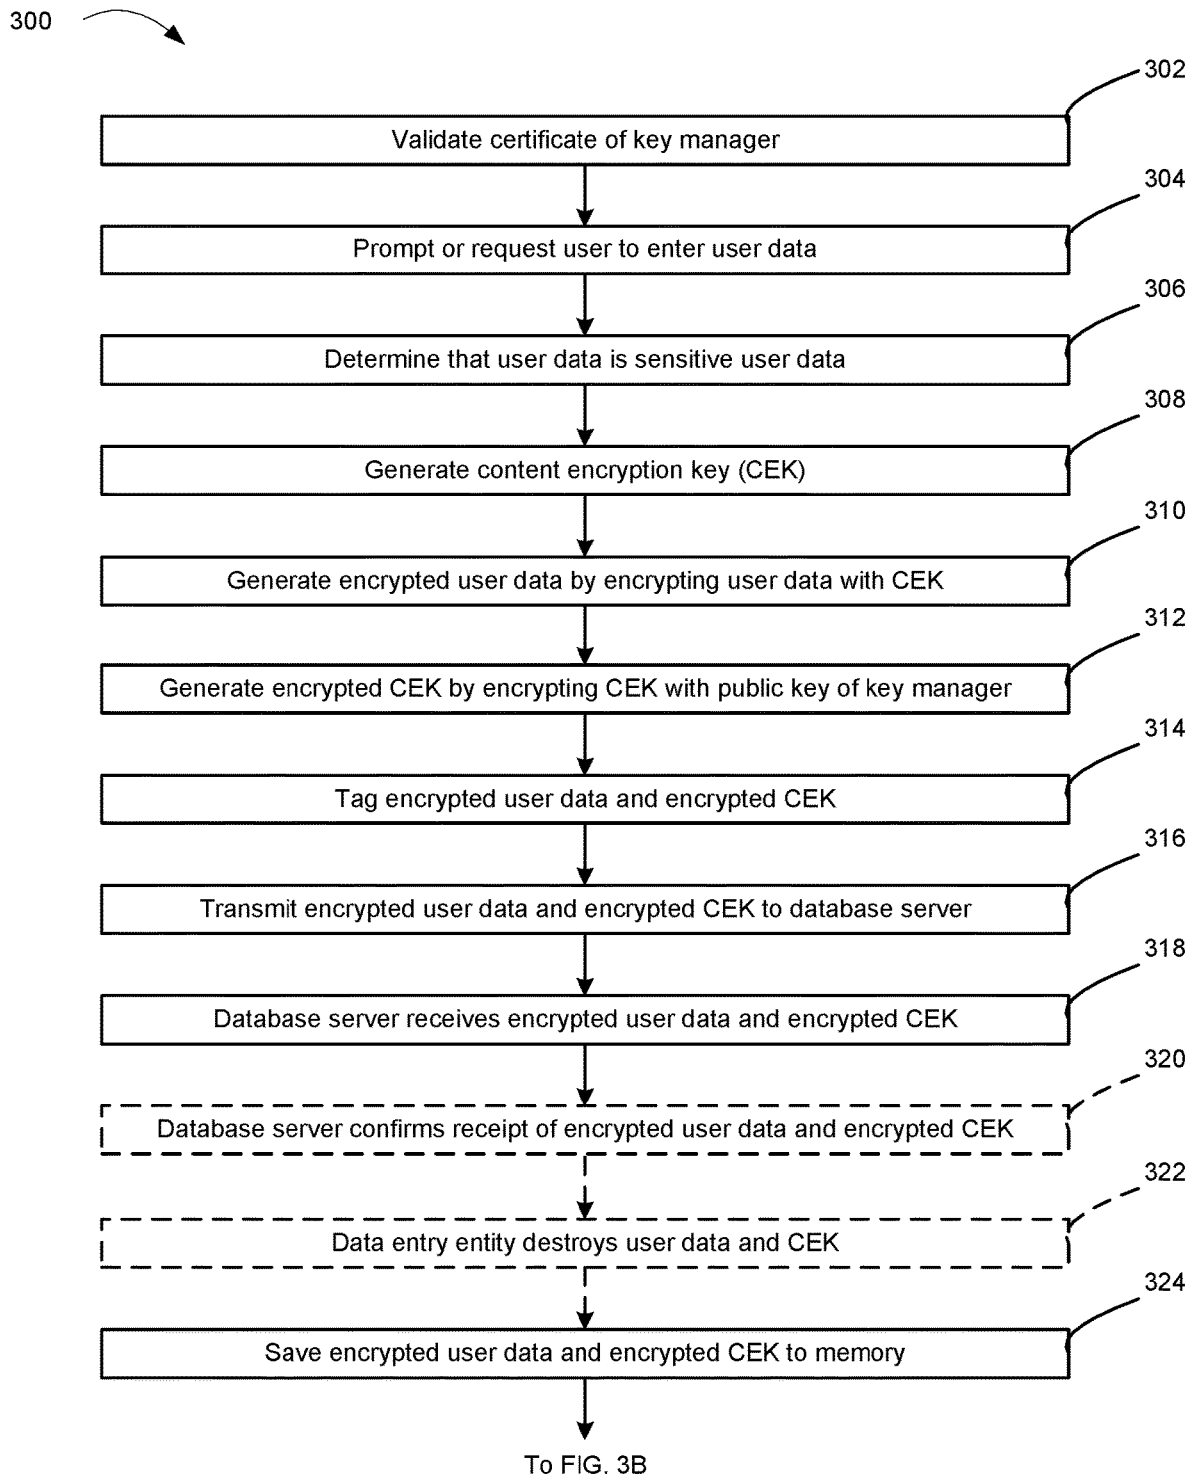 300
302
Validate certificate of key manager
304
Prompt or request user to enter user data
306
Determine that user data is sensitive user data
308
Generate content encryption key (CEK)
310
Generate encrypted user data by encrypting user data with CEK
312
Generate encrypted CEK by encrypting CEK with public key of key manager
314
Tag encrypted user data and encrypted CEK
316
Transmit encrypted user data and encrypted CEK to database server
318
Database server receives encrypted user data and encrypted CEK
320
Database server confirms receipt of encrypted user data and encrypted CEK
322
Data entry entity destroys user data and CEK
324
Save encrypted user data and encrypted CEK to memory
To FIG. 3B